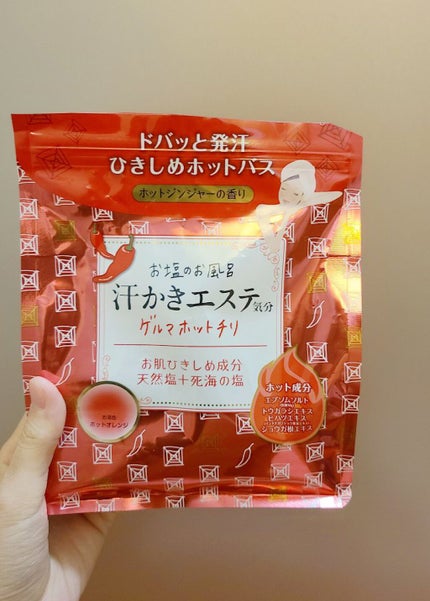 ドバッと発汗
ひきしめホットバス
ホットジンジャーの香り
お塩のお風呂
汗かきエステ気分
ゲルマホットチリ
お肌ひきしめ成分
天然塩＋死海の塩
お湯色
ホットオレンジ
ホット成分
エプソムソルト
トウガラシエキス
ヒハツエキス
ショウガ根エキス